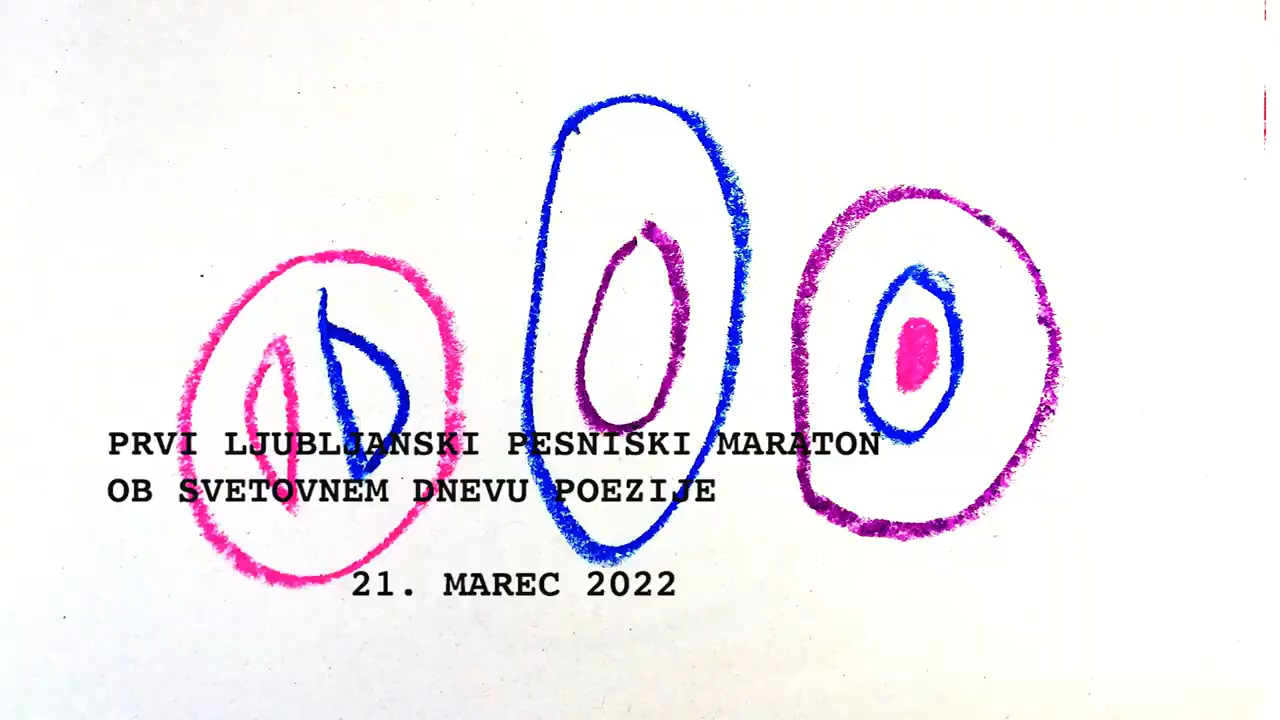 PRVI LJUBLJANSKI PESNIŠKI MARATON
OB SVETOVNEM DNEVU POEZIJE
21. MAREC 2022